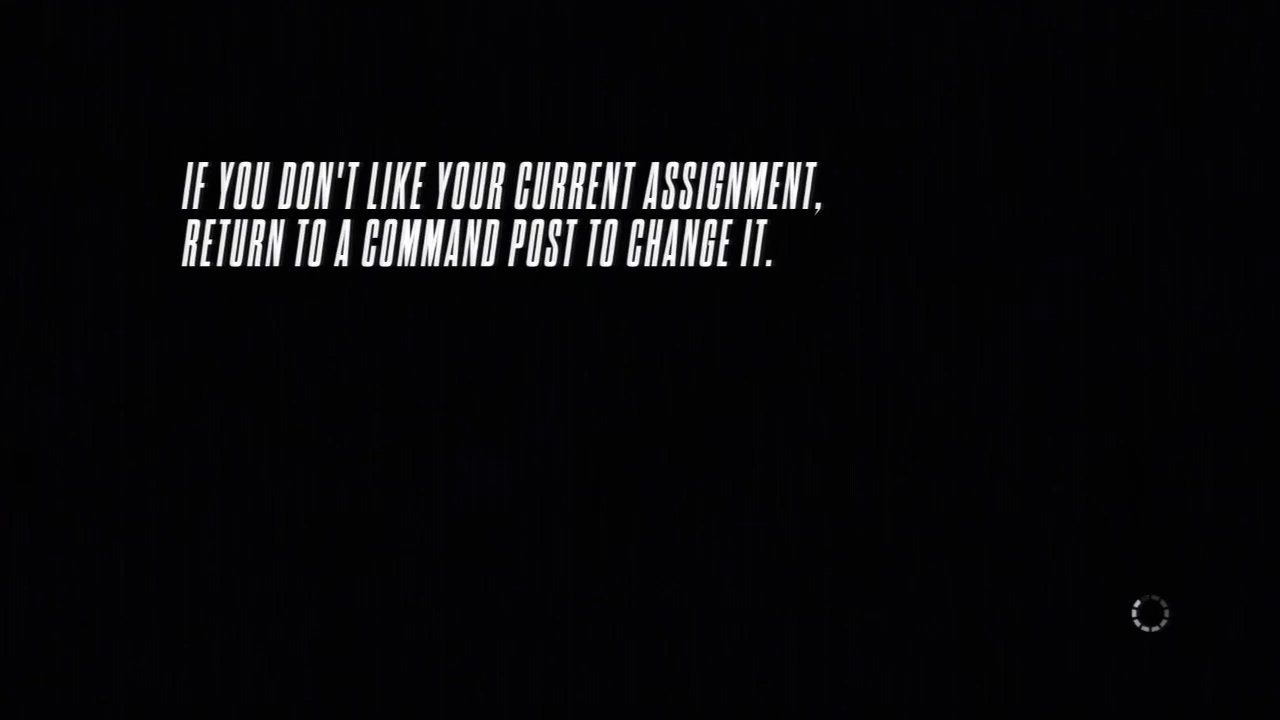 IF YOU DON'T LIKE YOUR CURRENT ASSIGNMENT,
RETURN TO A COMMAND POST TO CHANGE IT.